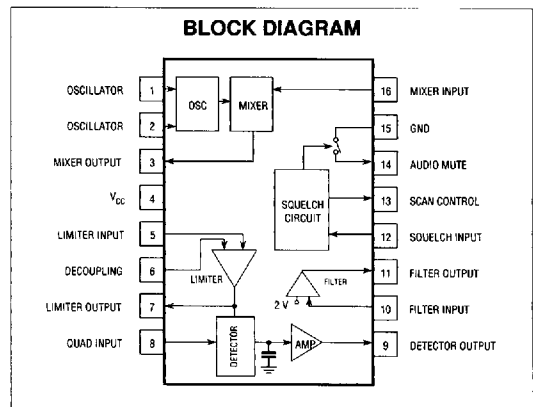 BLOCK DIAGRAM
OSCILLATOR 1
OSCILLATOR 2
MIXER OUTPUT 3
VCC 4
LIMITER INPUT 5
DECOUPLING 6
LIMITER OUTPUT 7
QUAD INPUT 8
OSC
MIXER
SQUELCH
CIRCUIT
LIMITER
FILTER
2 V
DETECTOR
AMP
16 MIXER INPUT
15 GND
14 AUDIO MUTE
13 SCAN CONTROL
12 SQUELCH INPUT
11 FILTER OUTPUT
10 FILTER INPUT
9 DETECTOR OUTPUT